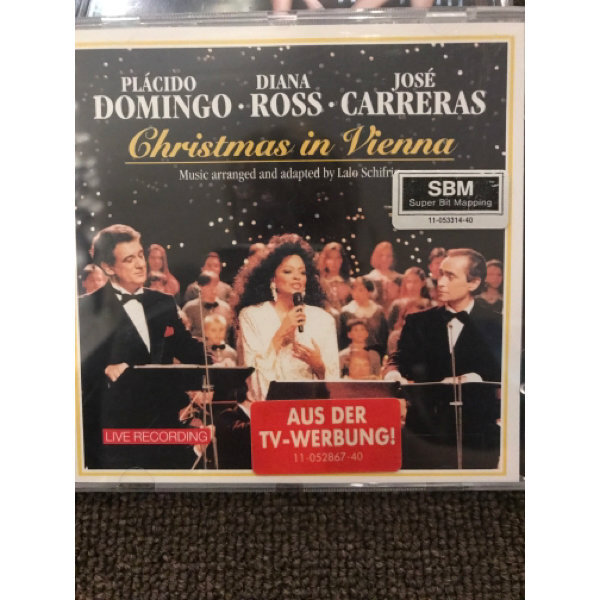 PLÁCIDO DIANA JOSÉ
DOMINGO · ROSS · CARRERAS
Christmas in Vienna
Music arranged and adapted by Lalo Schifrin
SBM
Super Bit Mapping
11-053314-40
LIVE RECORDING
AUS DER
TV-WERBUNG!
11-052867-40